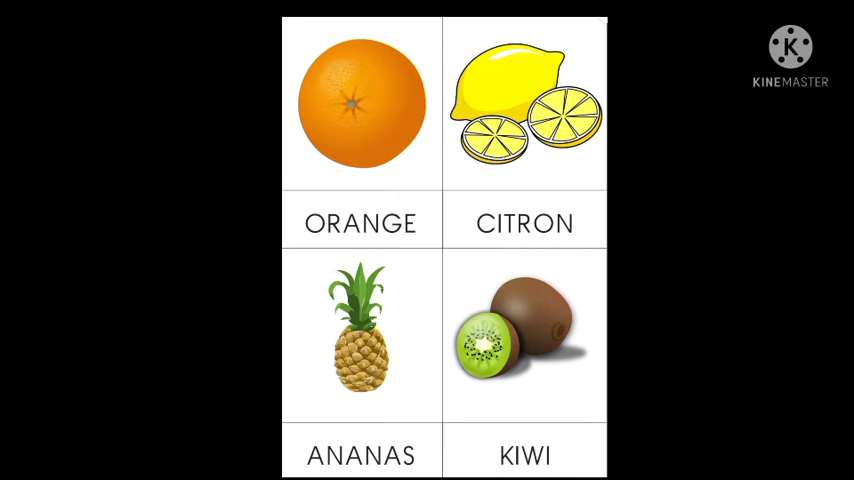 K
KINEMASTER
ORANGE
CITRON
ANANAS
KIWI